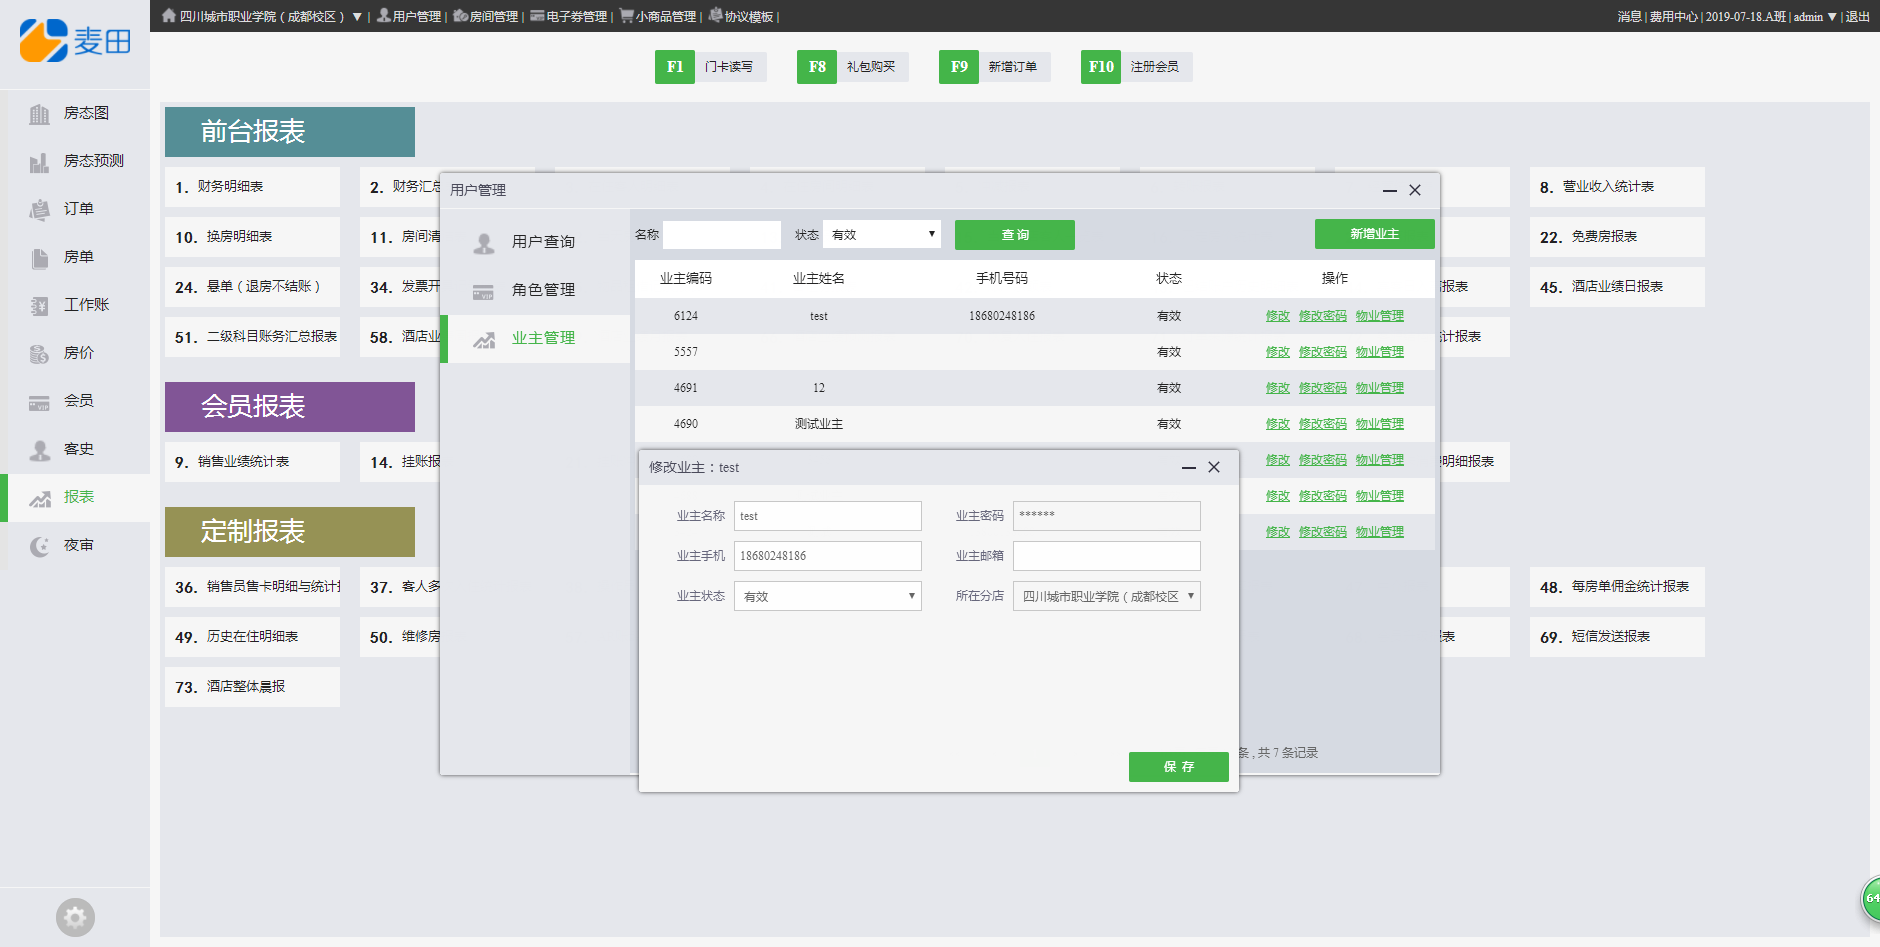 四川城市职业学院（成都校区） ▼ | 用户管理 | 房间管理 | 电子券管理 | 小商品管理 | 协议模板 |
消息 | 费用中心 | 2019-07-18.A班 | admin ▼ | 退出
麦田
F1 门卡读写
F8 礼包购买
F9 新增订单
F10 注册会员
房态图
房态预测
订单
房单
工作账
房价
会员
客史
报表
夜审
前台报表
1. 财务明细表
2. 财务汇总
8. 营业收入统计表
10. 换房明细表
11. 房间清
22. 免费房报表
24. 悬单（退房不结账）
34. 发票开
报表
45. 酒店业绩日报表
51. 二级科目账务汇总报表
58. 酒店业
计报表
会员报表
9. 销售业绩统计表
14. 挂账报
明细报表
定制报表
36. 销售员售卡明细与统计
37. 客人多
48. 每房单佣金统计报表
49. 历史在住明细表
50. 维修房
表
69. 短信发送报表
73. 酒店整体晨报
用户管理
用户查询
角色管理
业主管理
名称
状态 有效
查 询
新增业主
业主编码 业主姓名 手机号码 状态 操作
6124 test 18680248186 有效 修改 修改密码 物业管理
5557 有效 修改 修改密码 物业管理
4691 12 有效 修改 修改密码 物业管理
4690 测试业主 有效 修改 修改密码 物业管理
修改 修改密码 物业管理
修改 修改密码 物业管理
修改 修改密码 物业管理
条 , 共 7 条记录
修改业主：test
业主名称 test
业主密码 ******
业主手机 18680248186
业主邮箱
业主状态 有效
所在分店 四川城市职业学院（成都校区
保 存
64